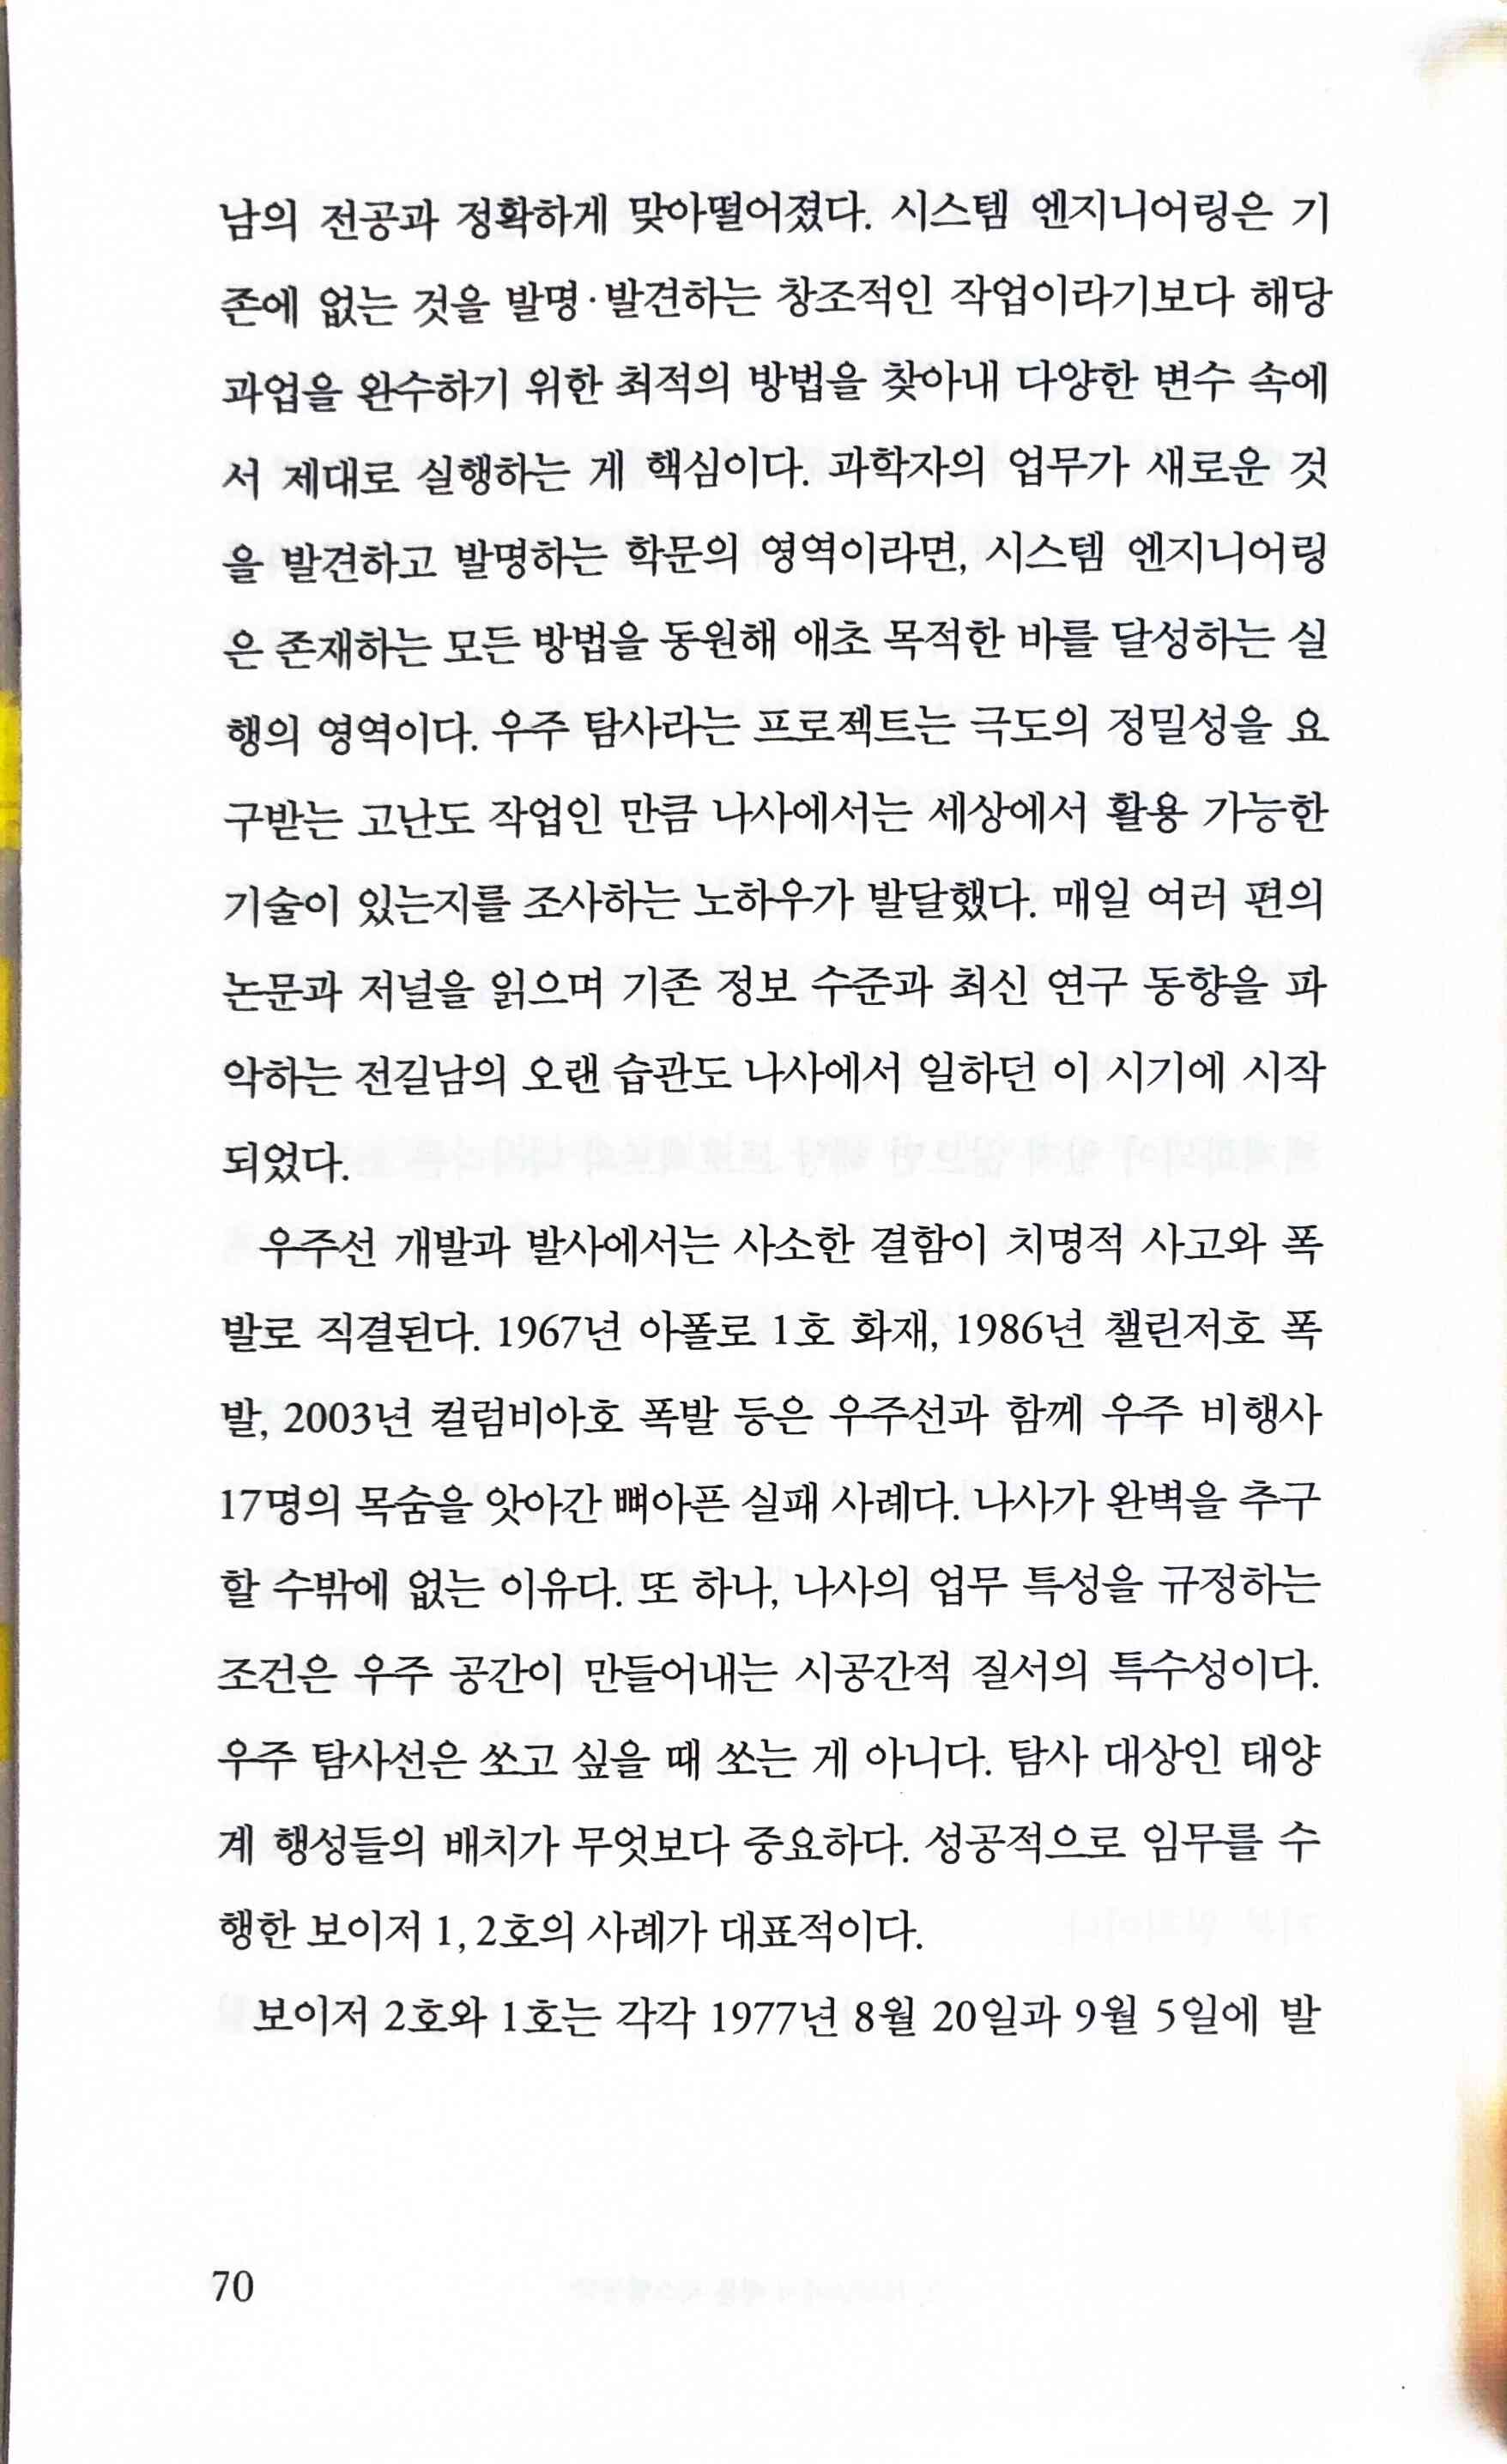 남의 전공과 정확하게 맞아떨어졌다. 시스템 엔지니어링은 기
존에 없는 것을 발명·발견하는 창조적인 작업이라기보다 해당
과업을 완수하기 위한 최적의 방법을 찾아내 다양한 변수 속에
서 제대로 실행하는 게 핵심이다. 과학자의 업무가 새로운 것
을 발견하고 발명하는 학문의 영역이라면, 시스템 엔지니어링
은 존재하는 모든 방법을 동원해 애초 목적한 바를 달성하는 실
행의 영역이다. 우주 탐사라는 프로젝트는 극도의 정밀성을 요
구받는 고난도 작업인 만큼 나사에서는 세상에서 활용 가능한
기술이 있는지를 조사하는 노하우가 발달했다. 매일 여러 편의
논문과 저널을 읽으며 기존 정보 수준과 최신 연구 동향을 파
악하는 전길남의 오랜 습관도 나사에서 일하던 이 시기에 시작
되었다.
우주선 개발과 발사에서는 사소한 결함이 치명적 사고와 폭
발로 직결된다. 1967년 아폴로 1호 화재, 1986년 챌린저호 폭
발, 2003년 컬럼비아호 폭발 등은 우주선과 함께 우주 비행사
17명의 목숨을 앗아간 뼈아픈 실패 사례다. 나사가 완벽을 추구
할 수밖에 없는 이유다. 또 하나, 나사의 업무 특성을 규정하는
조건은 우주 공간이 만들어내는 시공간적 질서의 특수성이다.
우주 탐사선은 쏘고 싶을 때 쏘는 게 아니다. 탐사 대상인 태양
계 행성들의 배치가 무엇보다 중요하다. 성공적으로 임무를 수
행한 보이저 1, 2호의 사례가 대표적이다.
보이저 2호와 1호는 각각 1977년 8월 20일과 9월 5일에 발
70